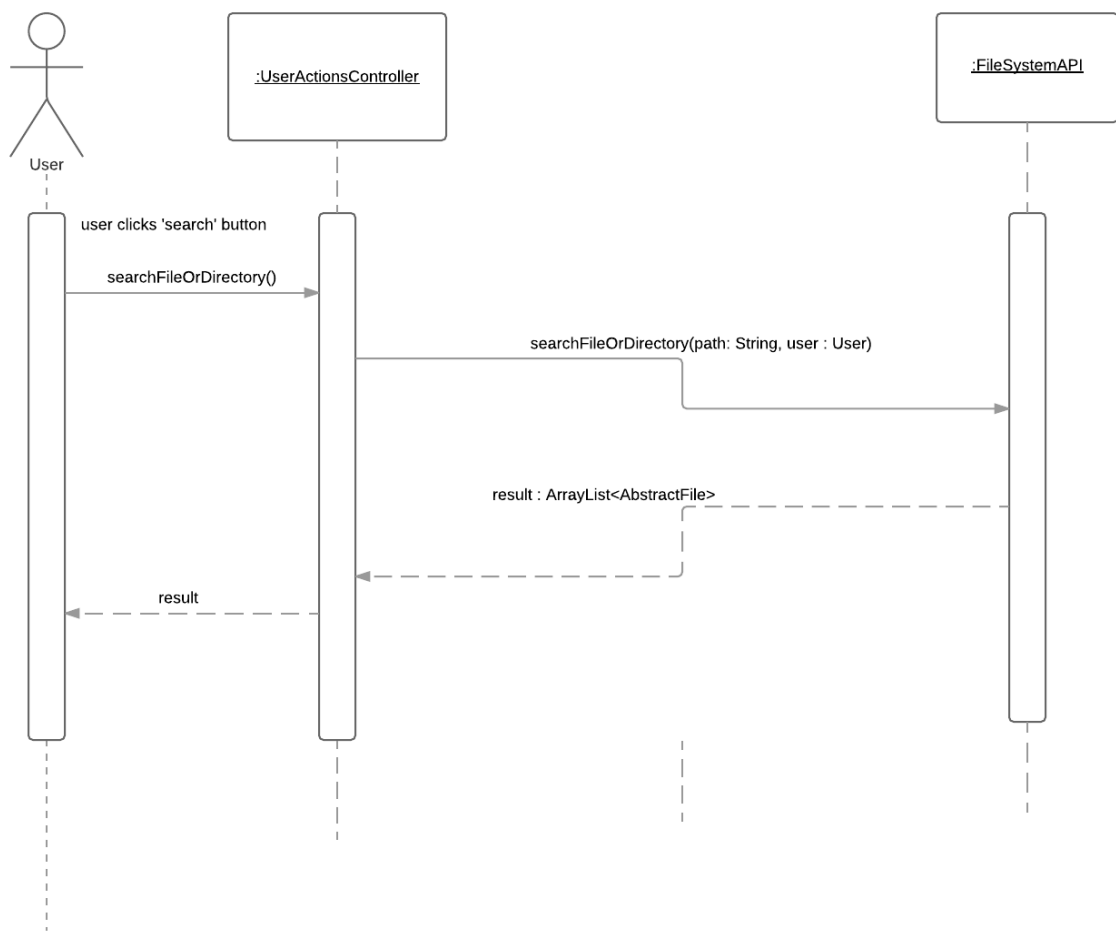 :UserActionsController
:FileSystemAPI
User
user clicks 'search' button
searchFileOrDirectory()
searchFileOrDirectory(path: String, user : User)
result : ArrayList<AbstractFile>
result